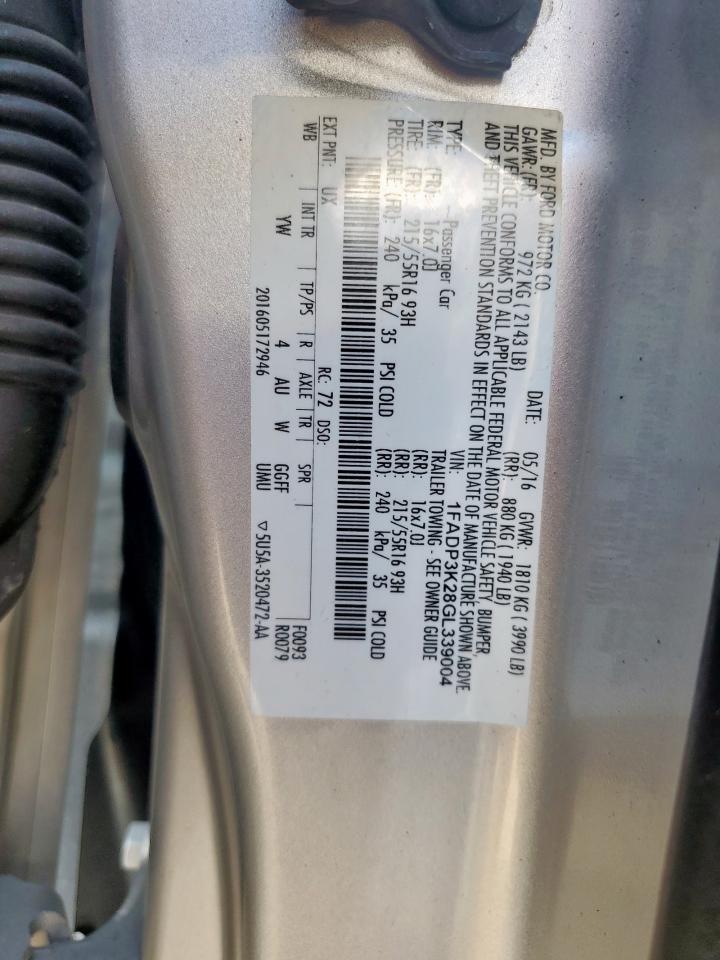 MFD. BY FORD MOTOR CO.
DATE: 05/16 GVWR: 1810 KG ( 3990 LB)
GAWR: (FR): 972 KG ( 2143 LB) (RR): 880 KG ( 1940 LB)
THIS VEHICLE CONFORMS TO ALL APPLICABLE FEDERAL MOTOR VEHICLE SAFETY, BUMPER,
AND THEFT PREVENTION STANDARDS IN EFFECT ON THE DATE OF MANUFACTURE SHOWN ABOVE.
VIN: 1FADP3K28GL339004
TYPE: --Passenger Car TRAILER TOWING - SEE OWNER GUIDE
RIM: (FR): 16x7.0J (RR): 16x7.0J
TIRE: (FR): 215/55R16 93H (RR): 215/55R16 93H
PRESSURE: (FR): 240 kPa/ 35 PSI COLD (RR): 240 kPa/ 35 PSI COLD
EXT PNT: UX RC: 72 DSO: F0093
WB INT TR TP/PS R AXLE TR SPR R0079
YW 4 AU W GGFF
201605172946 UMU ▽ 5U5A-3520472-AA